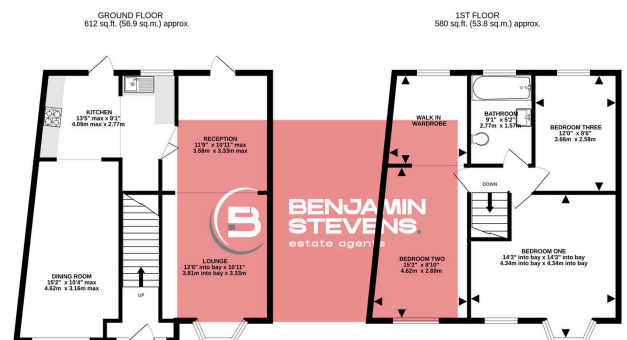 GROUND FLOOR
612 sq.ft. (56.9 sq.m.) approx.
1ST FLOOR
580 sq.ft. (53.8 sq.m.) approx.
KITCHEN
13'5" max x 9'1"
4.09m max x 2.77m
RECEPTION
11'9" x 10'11" max
3.58m x 3.33m max
LOUNGE
12'6" into bay x 10'11"
3.81m into bay x 3.33m
DINING ROOM
15'2" x 10'4" max
4.62m x 3.16m max
UP
BENJAMIN
STEVENS
estate agents
WALK IN
WARDROBE
BATHROOM
9'1" x 5'2"
2.77m x 1.57m
BEDROOM THREE
12'0" x 8'6"
3.66m x 2.58m
DOWN
BEDROOM TWO
15'2" x 8'10"
4.62m x 2.69m
BEDROOM ONE
14'3" into bay x 14'3" into bay
4.34m into bay x 4.34m into bay